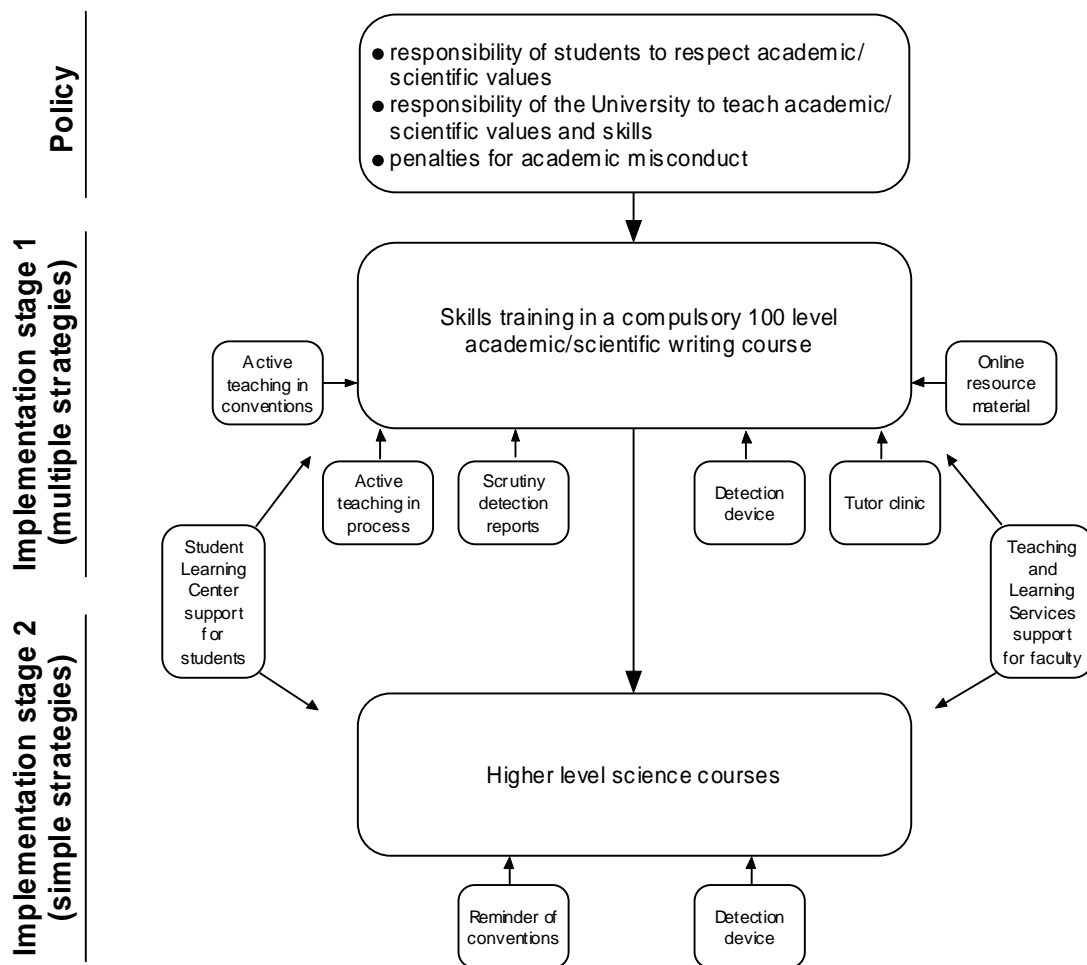 Policy
● responsibility of students to respect academic/
scientific values
● responsibility of the University to teach academic/
scientific values and skills
● penalties for academic misconduct
Implementation stage 1
(multiple strategies)
Skills training in a compulsory 100 level
academic/scientific writing course
Active
teaching in
conventions
Online
resource
material
Active
teaching in
process
Scrutiny
detection
reports
Detection
device
Tutor clinic
Student
Learning
Center
support
for
students
Teaching
and
Learning
Services
support
for faculty
Implementation stage 2
(simple strategies)
Higher level science courses
Reminder of
conventions
Detection
device